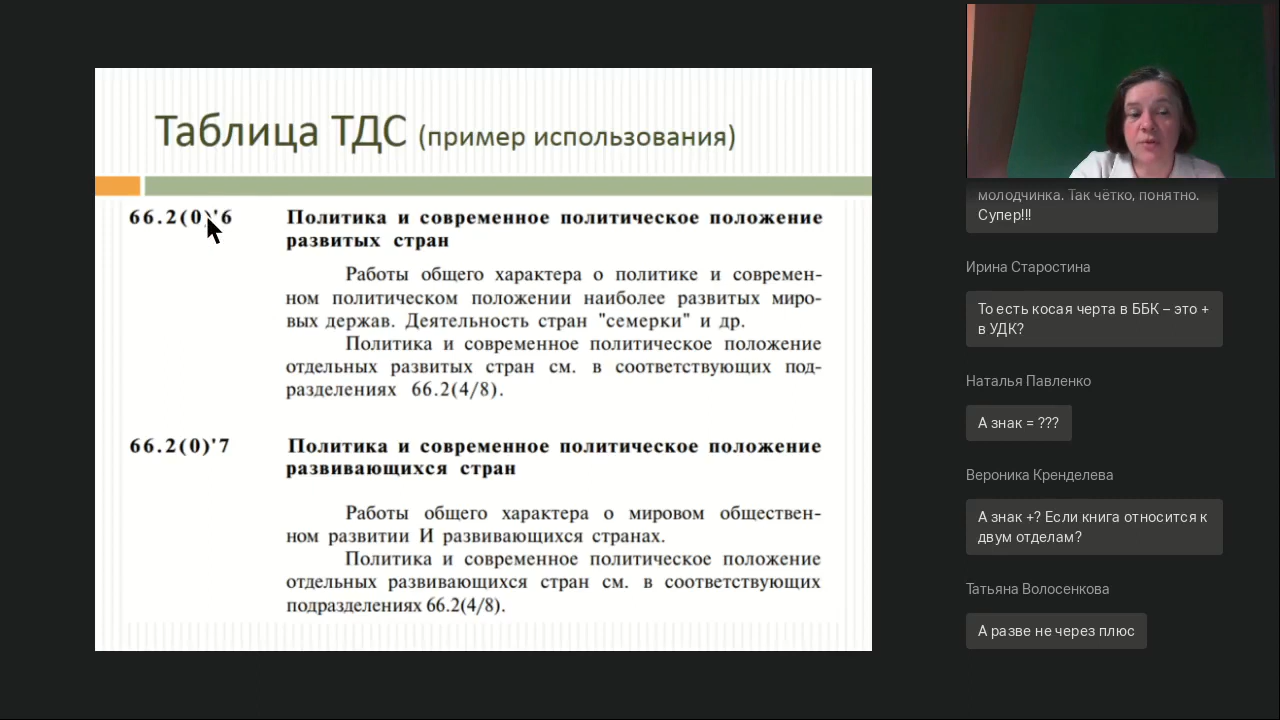 Таблица ТДС (пример использования)
66.2(0)'6 Политика и современное политическое положение
развитых стран
Работы общего характера о политике и современ-
ном политическом положении наиболее развитых миро-
вых держав. Деятельность стран "семерки" и др.
Политика и современное политическое положение
отдельных развитых стран см. в соответствующих под-
разделениях 66.2(4/8).
66.2(0)'7 Политика и современное политическое положение
развивающихся стран
Работы общего характера о мировом обществен-
ном развитии И развивающихся странах.
Политика и современное политическое положение
отдельных развивающихся стран см. в соответствующих
подразделениях 66.2(4/8).
молодчинка. Так чётко, понятно.
Супер!!!
Ирина Старостина
То есть косая черта в ББК – это +
в УДК?
Наталья Павленко
А знак = ???
Вероника Кренделева
А знак +? Если книга относится к
двум отделам?
Татьяна Волосенкова
А разве не через плюс